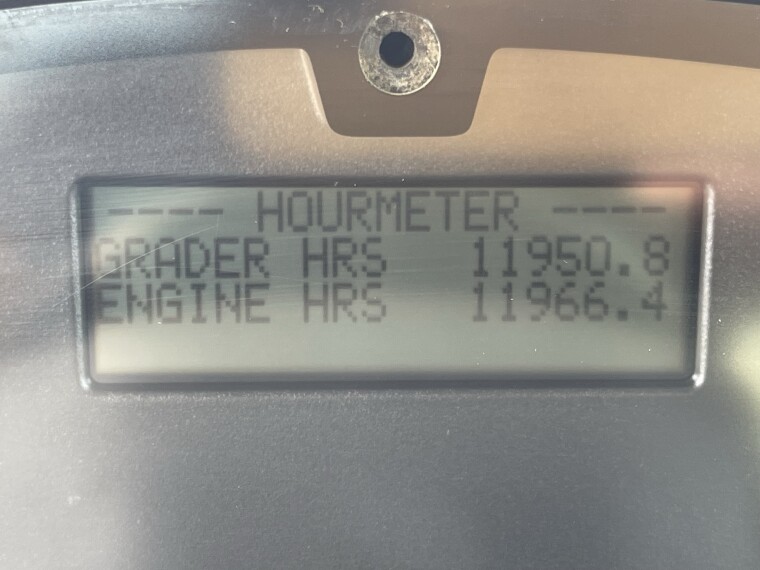 ---- HOURMETER ----
GRADER HRS 11950.8
ENGINE HRS 11966.4